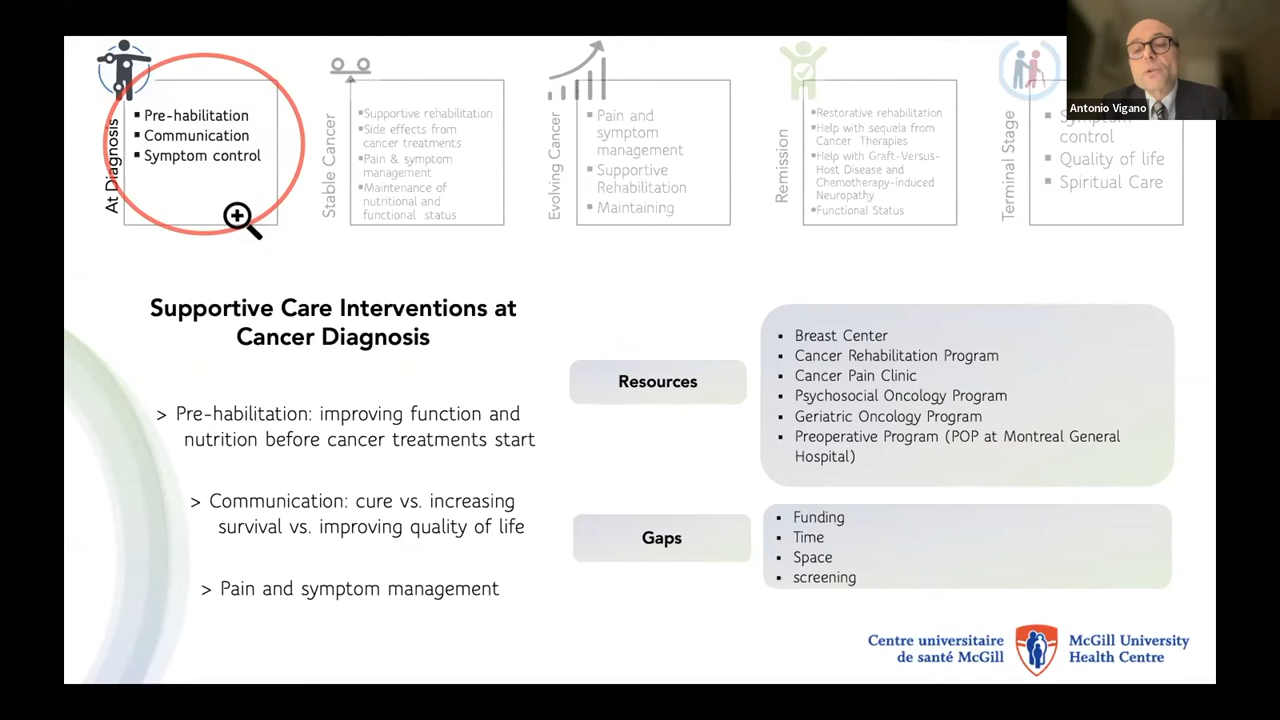 Antonio Vigano
At Diagnosis
▪ Pre-habilitation
▪ Communication
▪ Symptom control
Stable Cancer
▪Supportive rehabilitation
▪Side effects from
cancer treatments
▪Pain & symptom
management
▪Maintenance of
nutritional and
functional status
Evolving Cancer
▪ Pain and
symptom
management
▪ Supportive
Rehabilitation
▪ Maintaining
Remission
▪Restorative rehabilitation
▪Help with sequela from
Cancer Therapies
▪Help with Graft-Versus-
Host Disease and
Chemotherapy-induced
Neuropathy
▪Functional Status
Terminal Stage
▪ Symptom
control
▪ Quality of life
▪ Spiritual Care
Supportive Care Interventions at
Cancer Diagnosis
> Pre-habilitation: improving function and
nutrition before cancer treatments start
> Communication: cure vs. increasing
survival vs. improving quality of life
> Pain and symptom management
Resources
▪ Breast Center
▪ Cancer Rehabilitation Program
▪ Cancer Pain Clinic
▪ Psychosocial Oncology Program
▪ Geriatric Oncology Program
▪ Preoperative Program (POP at Montreal General
Hospital)
Gaps
▪ Funding
▪ Time
▪ Space
▪ screening
Centre universitaire
de santé McGill
McGill University
Health Centre